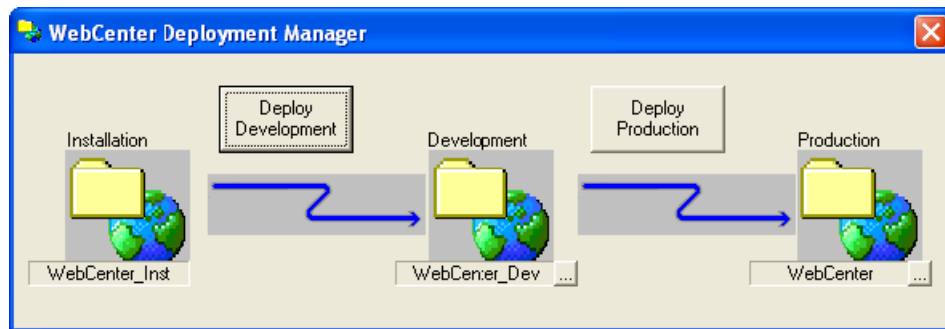 WebCenter Deployment Manager
Deploy
Development
Deploy
Production
Installation
Development
Production
WebCenter_Inst
WebCenter_Dev
...
WebCenter
...